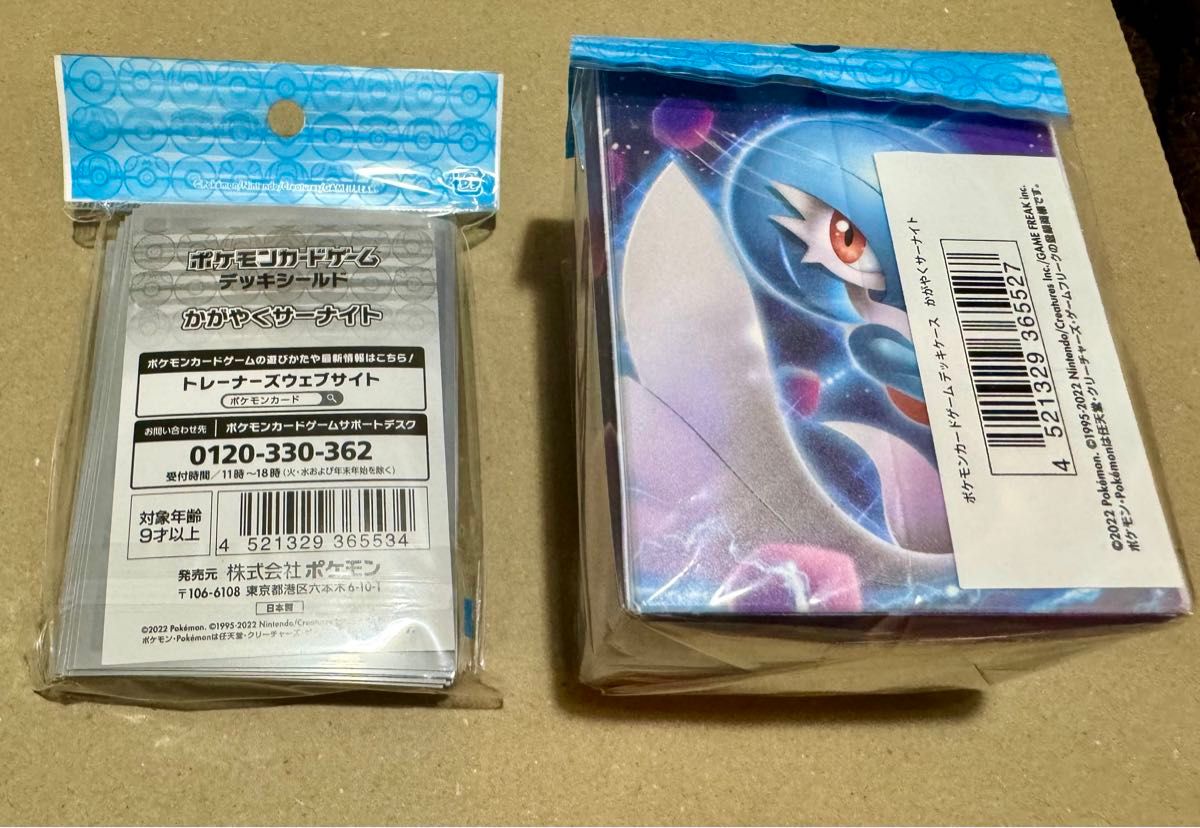 ©Pokémon/Nintendo/Creatures/GAME FREAK
ポケモンカードゲーム
デッキシールド
かがやくサーナイト
ポケモンカードゲームの遊びかたや最新情報はこちら!
トレーナーズウェブサイト
ポケモンカード
お問い合わせ先 ポケモンカードゲームサポートデスク
0120-330-362
受付時間/11時~18時(火・水および年末年始を除く)
対象年齢
9才以上
4 521329 365534
発売元 株式会社ポケモン
〒106-6108 東京都港区六本木6-10-1
日本製
©2022 Pokémon. ©1995-2022 Nintendo/Creatures
ポケモン・Pokémonは任天堂・クリーチャーズ・ゲ
ポケモンカードゲーム デッキケース かがやくサーナイト
4 521329 365527
©2022 Pokémon. ©1995-2022 Nintendo/Creatures Inc./GAME FREAK inc.
ポケモン・Pokémonは任天堂・クリーチャーズ・ゲームフリークの登録商標です。